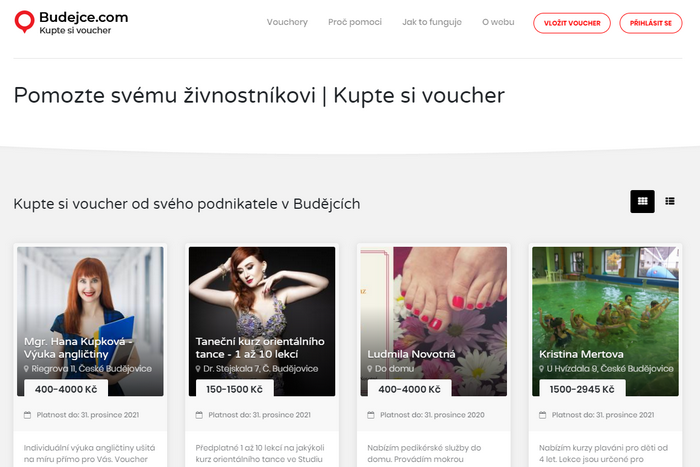 Budejce.com
Kupte si voucher
Vouchery Proč pomoci Jak to funguje O webu VLOŽIT VOUCHER PŘIHLÁSIT SE
Pomozte svému živnostníkovi | Kupte si voucher
Kupte si voucher od svého podnikatele v Budějcích
Mgr. Hana Kupková -
Výuka angličtiny
Riegrova 11, České Budějovice
400-4000 Kč
Platnost do: 31. prosince 2021
Individuální výuka angličtiny ušitá
na míru přímo pro Vás. Voucher
Taneční kurz orientálního
tance - 1 až 10 lekcí
Dr. Stejskala 7, Č. Budějovice
150-1500 Kč
Platnost do: 31. prosince 2021
Předplatné 1 až 10 lekcí na jakýkoli
kurz orientálního tance ve Studiu
Ludmila Novotná
Do domu
400-4000 Kč
Platnost do: 31. prosince 2020
Nabízím pedikérské služby do
domu. Provádím mokrou
Kristina Mertova
U Hvízdala 9, České Budějovice
1500-2945 Kč
Platnost do: 31. prosince 2021
Nabízím kurzy plavání pro děti od
4 let. Lekce jsou určené pro